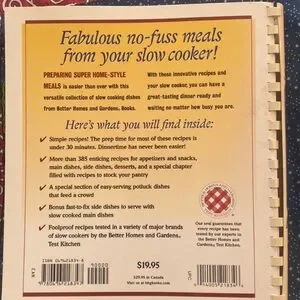 Fabulous no-fuss meals
from your slow cooker!
PREPARING SUPER HOME-STYLE
MEALS is easier than ever with this
versatile collection of slow cooking dishes
from Better Homes and Gardens® Books.
With these innovative recipes and
your slow cooker, you can have a
great-tasting dinner ready and
waiting no matter how busy you are.
Here's what you will find inside:
✓ Simple recipes! The prep time for most of these recipes is
under 30 minutes. Dinnertime has never been easier!
✓ More than 385 enticing recipes for appetizers and snacks,
main dishes, side dishes, desserts, and a special chapter
filled with recipes to stock your pantry
✓ A special section of easy-serving potluck dishes
that feed a crowd
✓ Bonus fast-to-fix side dishes to serve with
slow cooked main dishes
✓ Foolproof recipes tested in a variety of major brands
of slow cookers by the Better Homes and Gardens®
Test Kitchen
Our seal guarantees that
every recipe has
been tested by our
experts in the
Better Homes and
Gardens®
Test Kitchen
90000
$19.95
$29.95 in Canada
Visit us at bhgbooks.com